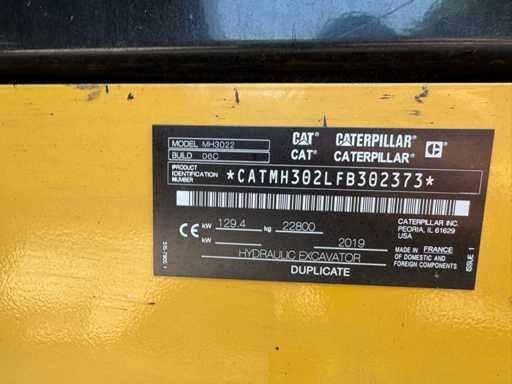 MODEL MH3022
BUILD 06C
CAT® CATERPILLAR® C®
CAT® CATERPILLAR
PRODUCT IDENTIFICATION NUMBER *CATMH302LFB302373*
CE kW 129.4 kg 22800
kW 2019
HYDRAULIC EXCAVATOR
DUPLICATE
CATERPILLAR INC.
PEORIA, IL 61629
USA
MADE IN FRANCE
OF DOMESTIC AND
FOREIGN COMPONENTS
ISSUE 1